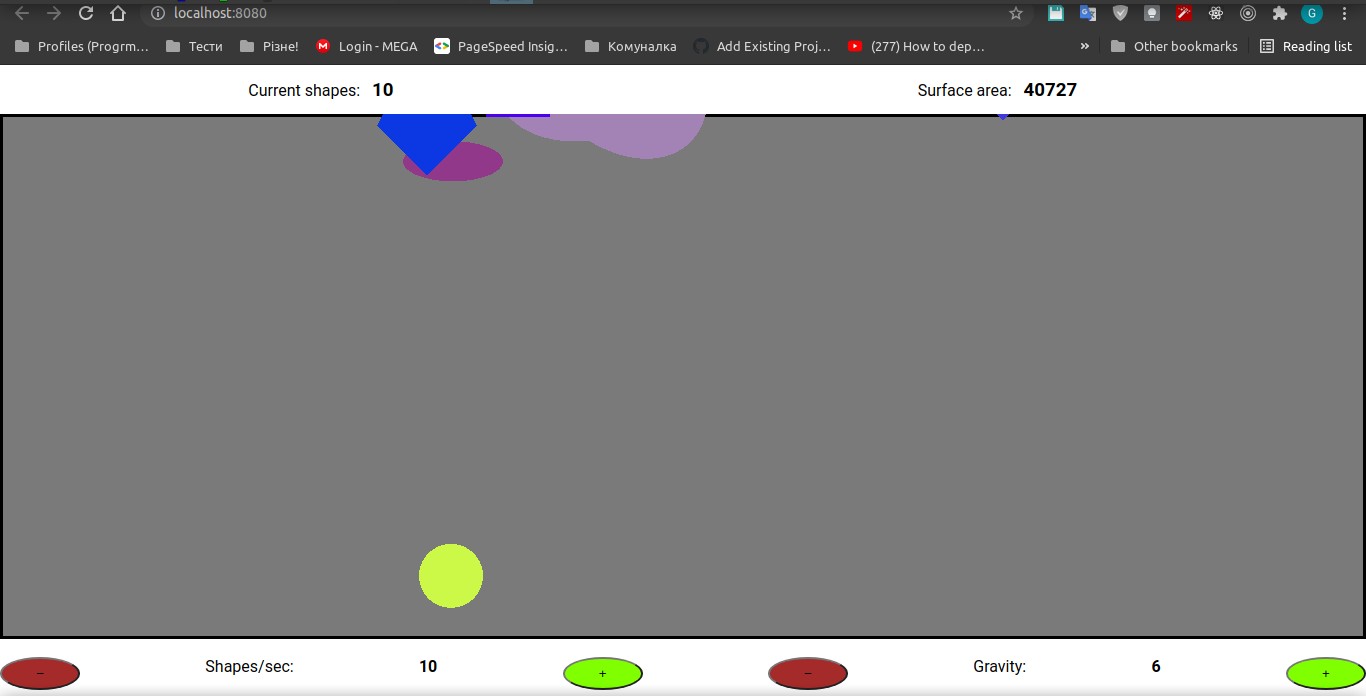 localhost:8080
Profiles (Progrm… Тести Різне! Login - MEGA PageSpeed Insig… Комуналка Add Existing Proj… (277) How to dep… » Other bookmarks Reading list
Current shapes: 10 Surface area: 40727
– Shapes/sec: 10 + – Gravity: 6 +